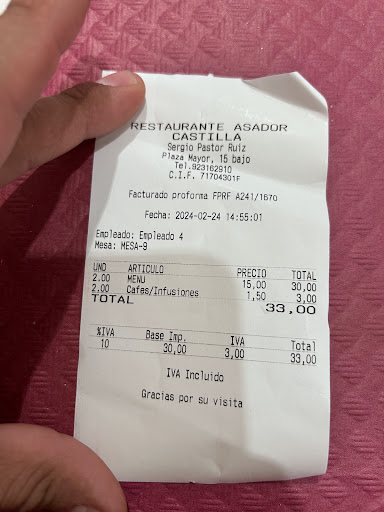 RESTAURANTE ASADOR
CASTILLA
Sergio Pastor Ruiz
Plaza Mayor, 15 bajo
Tel.923162910
C.I.F. 71704301F
Facturado proforma FPRF A241/1670
Fecha: 2024-02-24 14:55:01
Empleado: Empleado 4
Mesa: MESA-9
UND ARTICULO PRECIO TOTAL
2.00 MENU 15,00 30,00
2.00 Cafes/Infusiones 1,50 3,00
TOTAL 33,00
%IVA Base Imp. IVA Total
10 30,00 3,00 33,00
IVA Incluido
Gracias por su visita